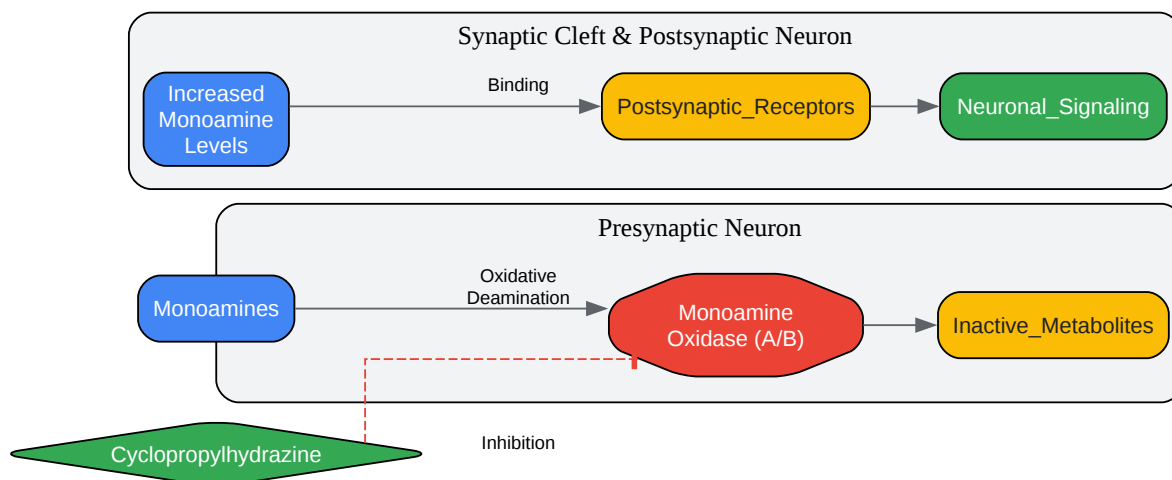 Synaptic Cleft & Postsynaptic Neuron
Increased
Monoamine
Levels
Binding
Postsynaptic_Receptors
Neuronal_Signaling
Presynaptic Neuron
Monoamines
Oxidative
Deamination
Monoamine
Oxidase (A/B)
Inactive_Metabolites
Cyclopropylhydrazine
Inhibition